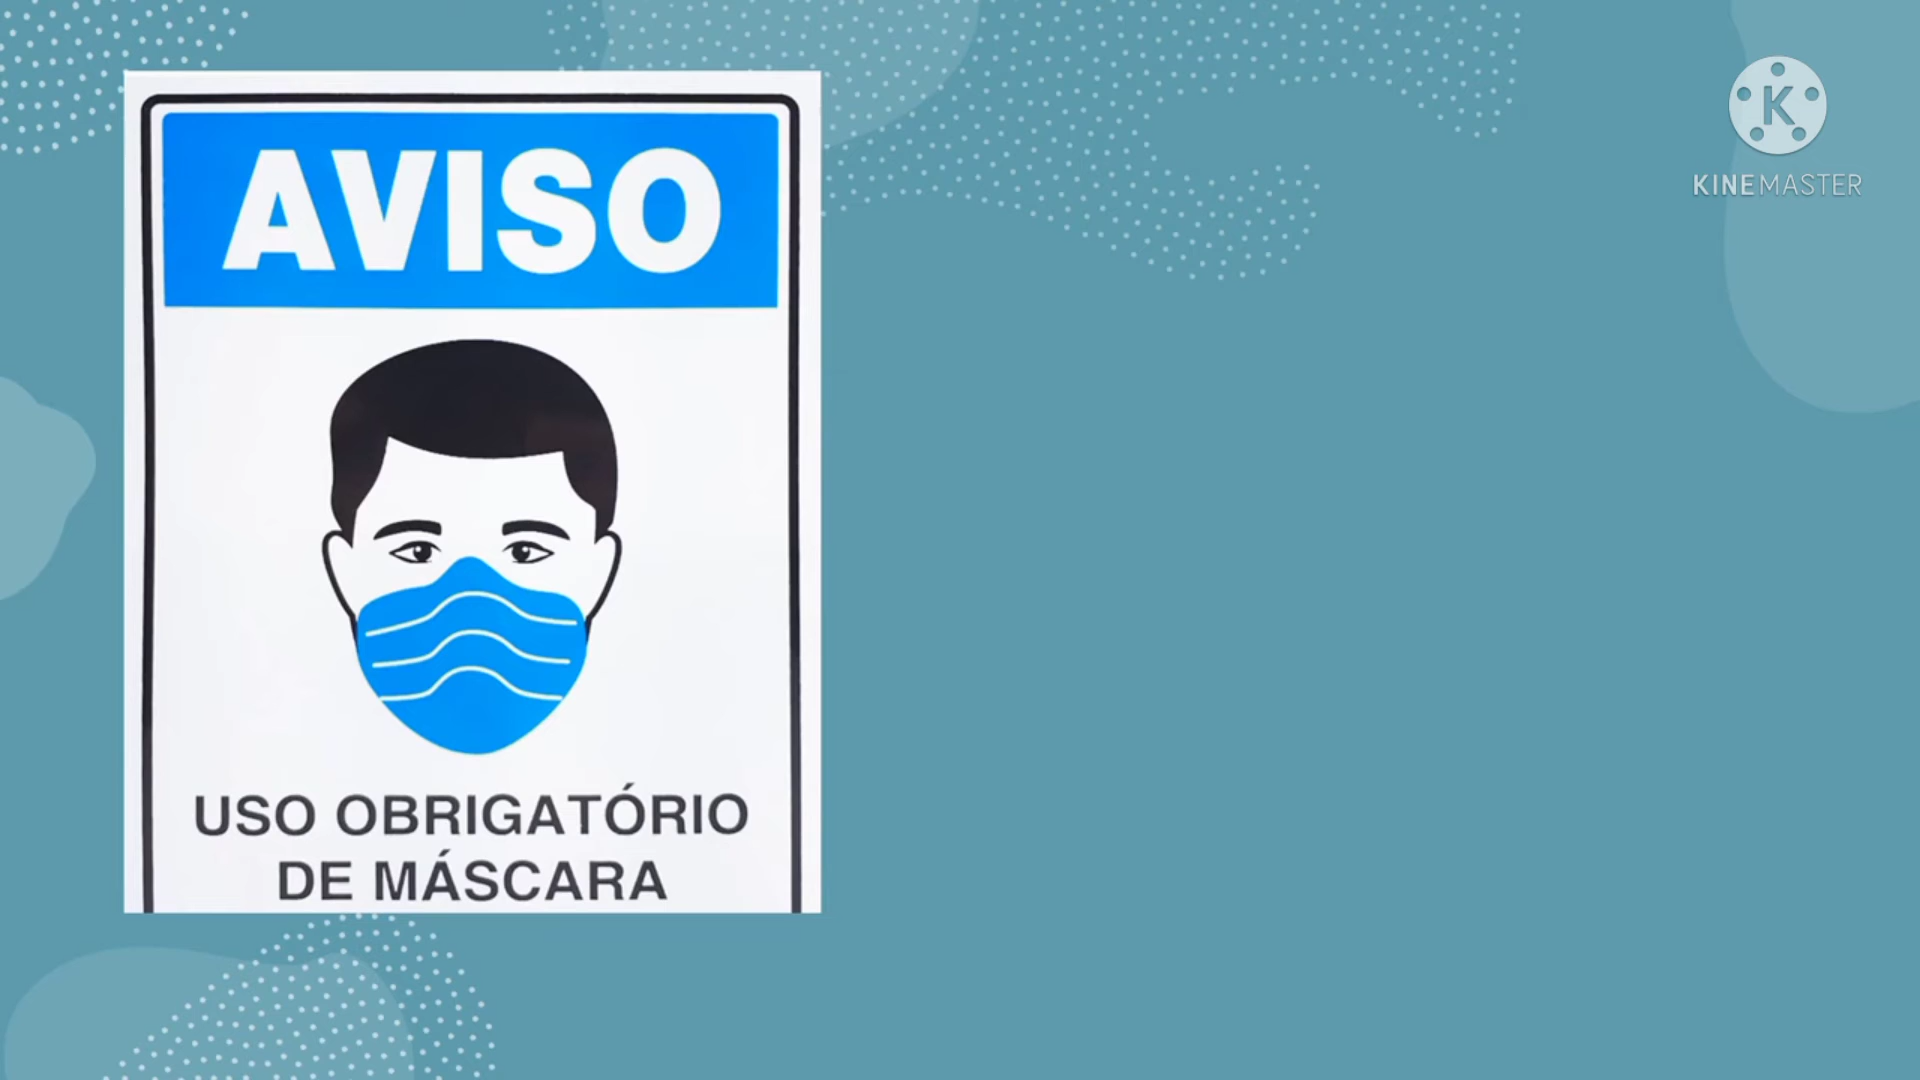 AVISO
USO OBRIGATÓRIO
DE MÁSCARA
K
KINEMASTER